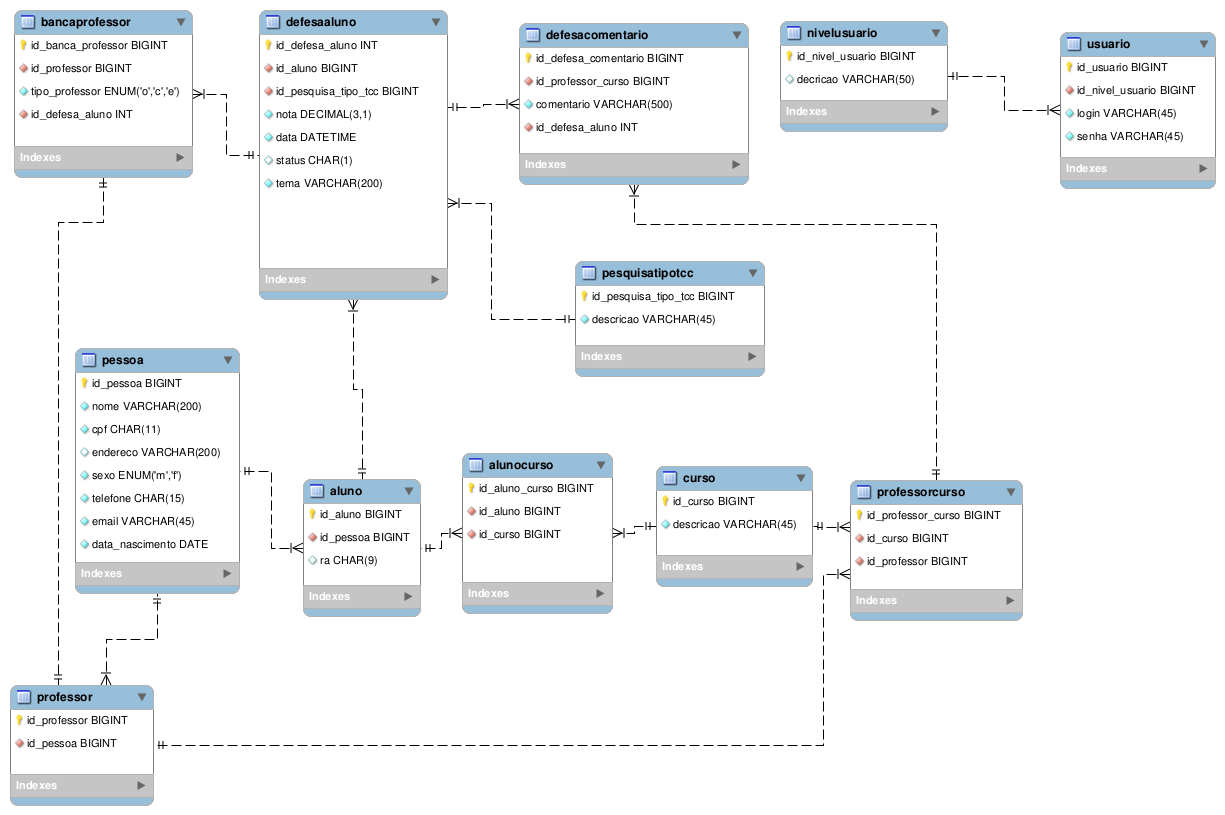 bancaprofessor
id_banca_professor BIGINT
id_professor BIGINT
tipo_professor ENUM('o','c','e')
id_defesa_aluno INT
Indexes
defesaaluno
id_defesa_aluno INT
id_aluno BIGINT
id_pesquisa_tipo_tcc BIGINT
nota DECIMAL(3,1)
data DATETIME
status CHAR(1)
tema VARCHAR(200)
Indexes
defesacomentario
id_defesa_comentario BIGINT
id_professor_curso BIGINT
comentario VARCHAR(500)
id_defesa_aluno INT
Indexes
nivelusuario
id_nivel_usuario BIGINT
decricao VARCHAR(50)
Indexes
usuario
id_usuario BIGINT
id_nivel_usuario BIGINT
login VARCHAR(45)
senha VARCHAR(45)
Indexes
pesquisatipotcc
id_pesquisa_tipo_tcc BIGINT
descricao VARCHAR(45)
Indexes
pessoa
id_pessoa BIGINT
nome VARCHAR(200)
cpf CHAR(11)
endereco VARCHAR(200)
sexo ENUM('m','f')
telefone CHAR(15)
email VARCHAR(45)
data_nascimento DATE
Indexes
aluno
id_aluno BIGINT
id_pessoa BIGINT
ra CHAR(9)
Indexes
alunocurso
id_aluno_curso BIGINT
id_aluno BIGINT
id_curso BIGINT
Indexes
curso
id_curso BIGINT
descricao VARCHAR(45)
Indexes
professorcurso
id_professor_curso BIGINT
id_curso BIGINT
id_professor BIGINT
Indexes
professor
id_professor BIGINT
id_pessoa BIGINT
Indexes